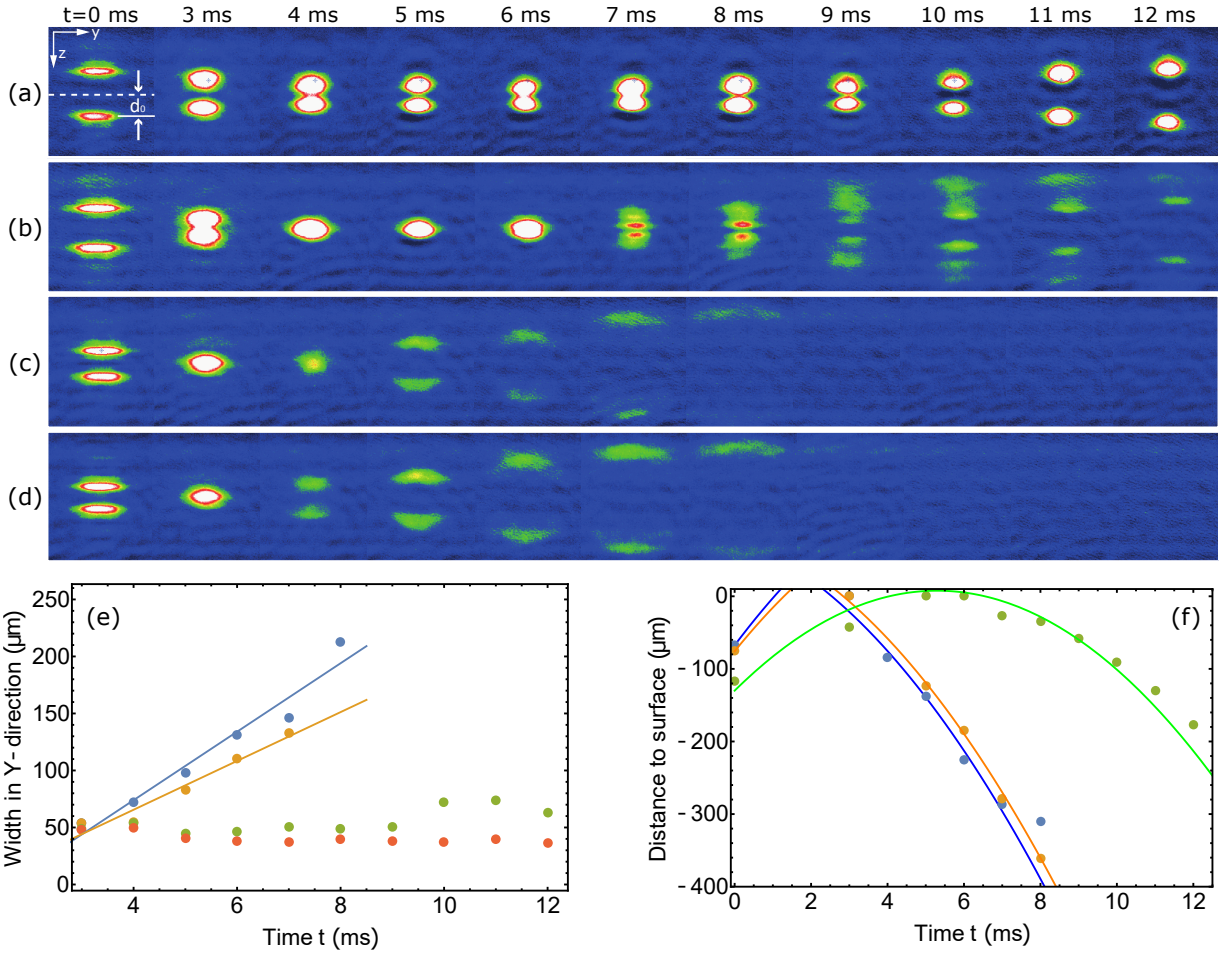 t=0 ms 3 ms 4 ms 5 ms 6 ms 7 ms 8 ms 9 ms 10 ms 11 ms 12 ms
y
z
(a)
d₀
(b)
(c)
(d)
(e)
250
200
150
100
50
0
Width in Y-direction (μm)
4 6 8 10 12
Time t (ms)
(f)
0
-100
-200
-300
-400
Distance to surface (μm)
0 2 4 6 8 10 12
Time t (ms)